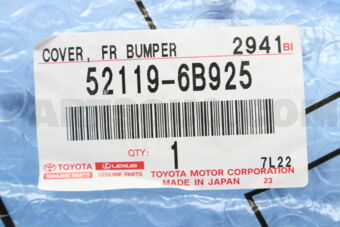 COVER, FR BUMPER 2941 BI
52119-6B925
QTY: 1 7L22
TOYOTA LEXUS
GENUINE PARTS GENUINE PARTS
TOYOTA MOTOR CORPORATION
MADE IN JAPAN 23